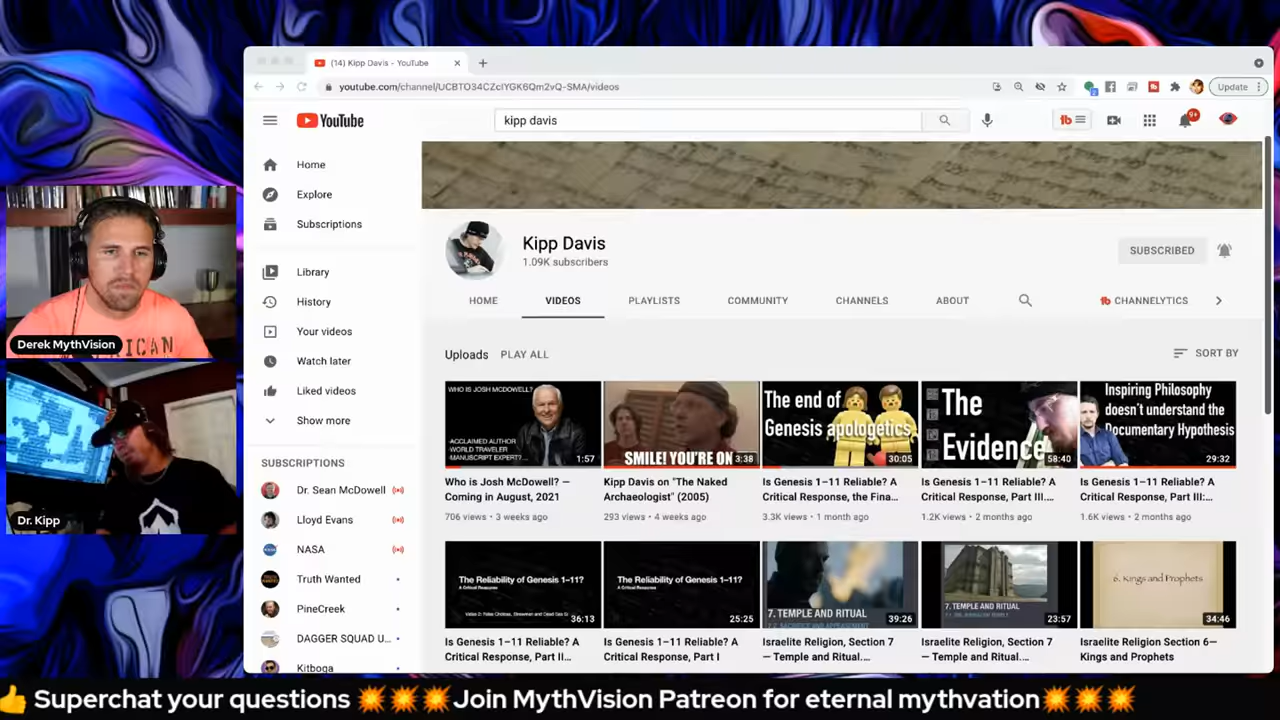 (14) Kipp Davis - YouTube
youtube.com/channel/UCBTO34CZcIYGK6Qm2vQ-SMA/videos
Update
YouTube
kipp davis
9+
Home
Explore
Subscriptions
Library
History
Your videos
Watch later
Liked videos
Show more
SUBSCRIPTIONS
Dr. Sean McDowell
Lloyd Evans
NASA
Truth Wanted
PineCreek
DAGGER SQUAD U...
Kitboga
Kipp Davis
1.09K subscribers
SUBSCRIBED
HOME VIDEOS PLAYLISTS COMMUNITY CHANNELS ABOUT CHANNELYTICS
Uploads PLAY ALL
SORT BY
WHO IS JOSH MCDOWELL?
-ACCLAIMED AUTHOR
-WORLD TRAVELER
-MANUSCRIPT EXPERT?
1:57
Who is Josh McDowell? —
Coming in August, 2021
706 views • 3 weeks ago
SMILE! YOU'RE ON
3:38
Kipp Davis on "The Naked
Archaeologist" (2005)
293 views • 4 weeks ago
The end of
Genesis apologetics
30:05
Is Genesis 1–11 Reliable? A
Critical Response, the Fina...
3.3K views • 1 month ago
The
Evidence
58:40
Is Genesis 1–11 Reliable? A
Critical Response, Part III....
1.2K views • 2 months ago
Inspiring Philosophy
doesn't understand the
Documentary Hypothesis
29:32
Is Genesis 1–11 Reliable? A
Critical Response, Part III:...
1.6K views • 2 months ago
The Reliability of Genesis 1–11?
A Critical Response
36:13
Is Genesis 1–11 Reliable? A
Critical Response, Part II...
The Reliability of Genesis 1–11?
A Critical Response
25:25
Is Genesis 1–11 Reliable? A
Critical Response, Part I
7. TEMPLE AND RITUAL
39:26
Israelite Religion, Section 7
— Temple and Ritual....
7. TEMPLE AND RITUAL
23:57
Israelite Religion, Section 7
— Temple and Ritual....
6. Kings and Prophets
34:46
Israelite Religion Section 6—
Kings and Prophets
Derek MythVision
Dr. Kipp
Superchat your questions Join MythVision Patreon for eternal mythvation